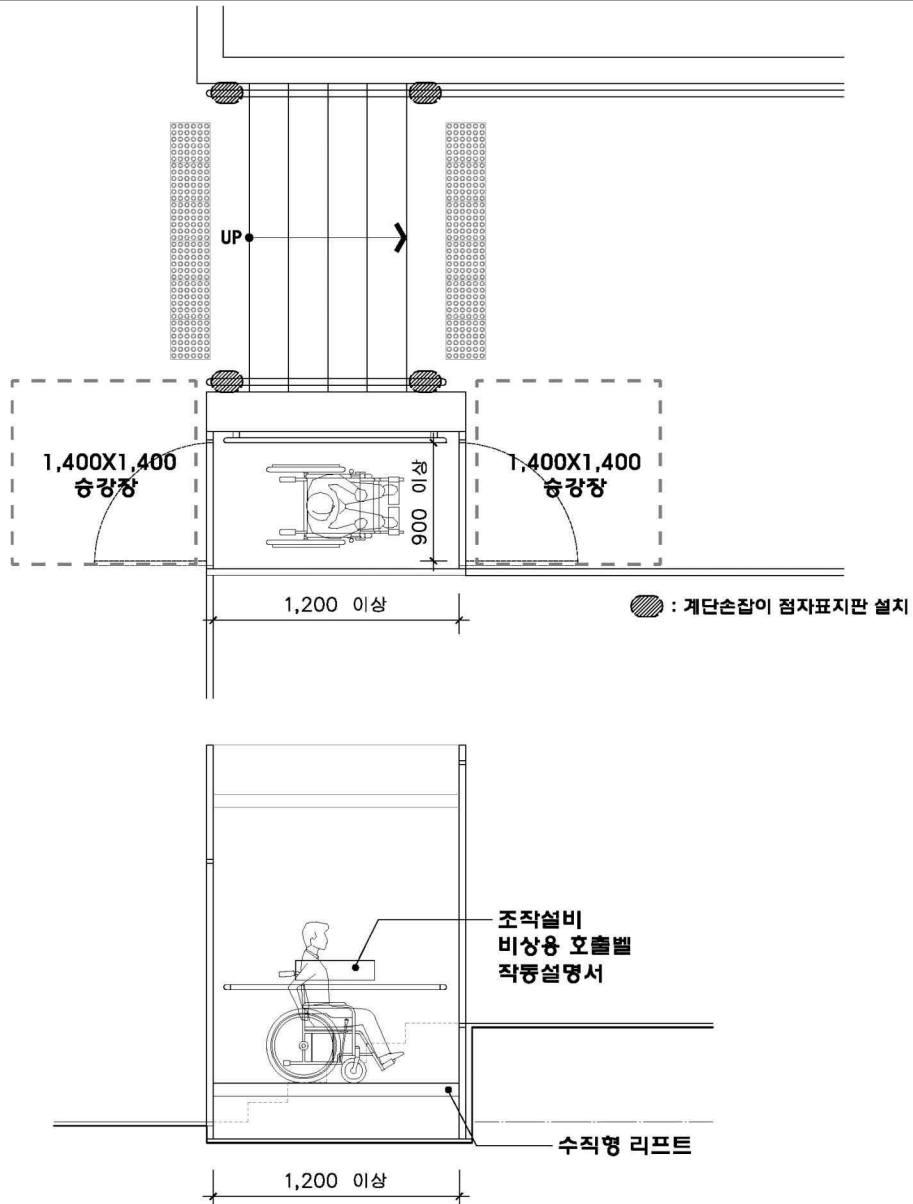 UP
1,400X1,400
승강장
900 이상
1,400X1,400
승강장
1,200 이상
: 계단손잡이 점자표지판 설치
조작설비
비상용 호출벨
작동설명서
수직형 리프트
1,200 이상